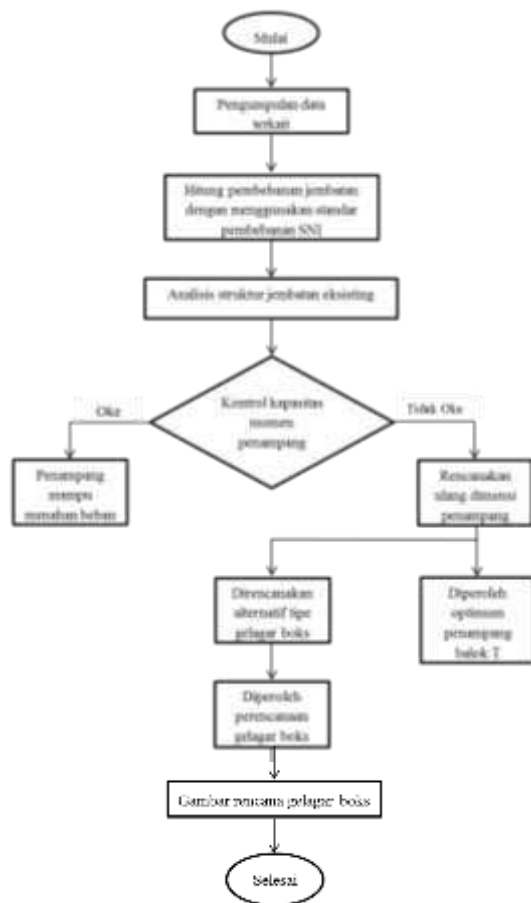 Mulai
Pengumpulan data
terkait
Hitung pembebanan jembatan
dengan menggunakan standar
pembebanan SNI
Analisis struktur jembatan eksisting
Kontrol kapasitas
momen
penampang
Oke
Tidak Oke
Penampang
mampu
menahan beban
Rencanakan
ulang dimensi
penampang
Direncanakan
alternatif tipe
gelagar boks
Diperoleh
optimum
penampang
balok T
Diperoleh
perencanaan
gelagar boks
Gambar rencana gelagar boks
Selesai